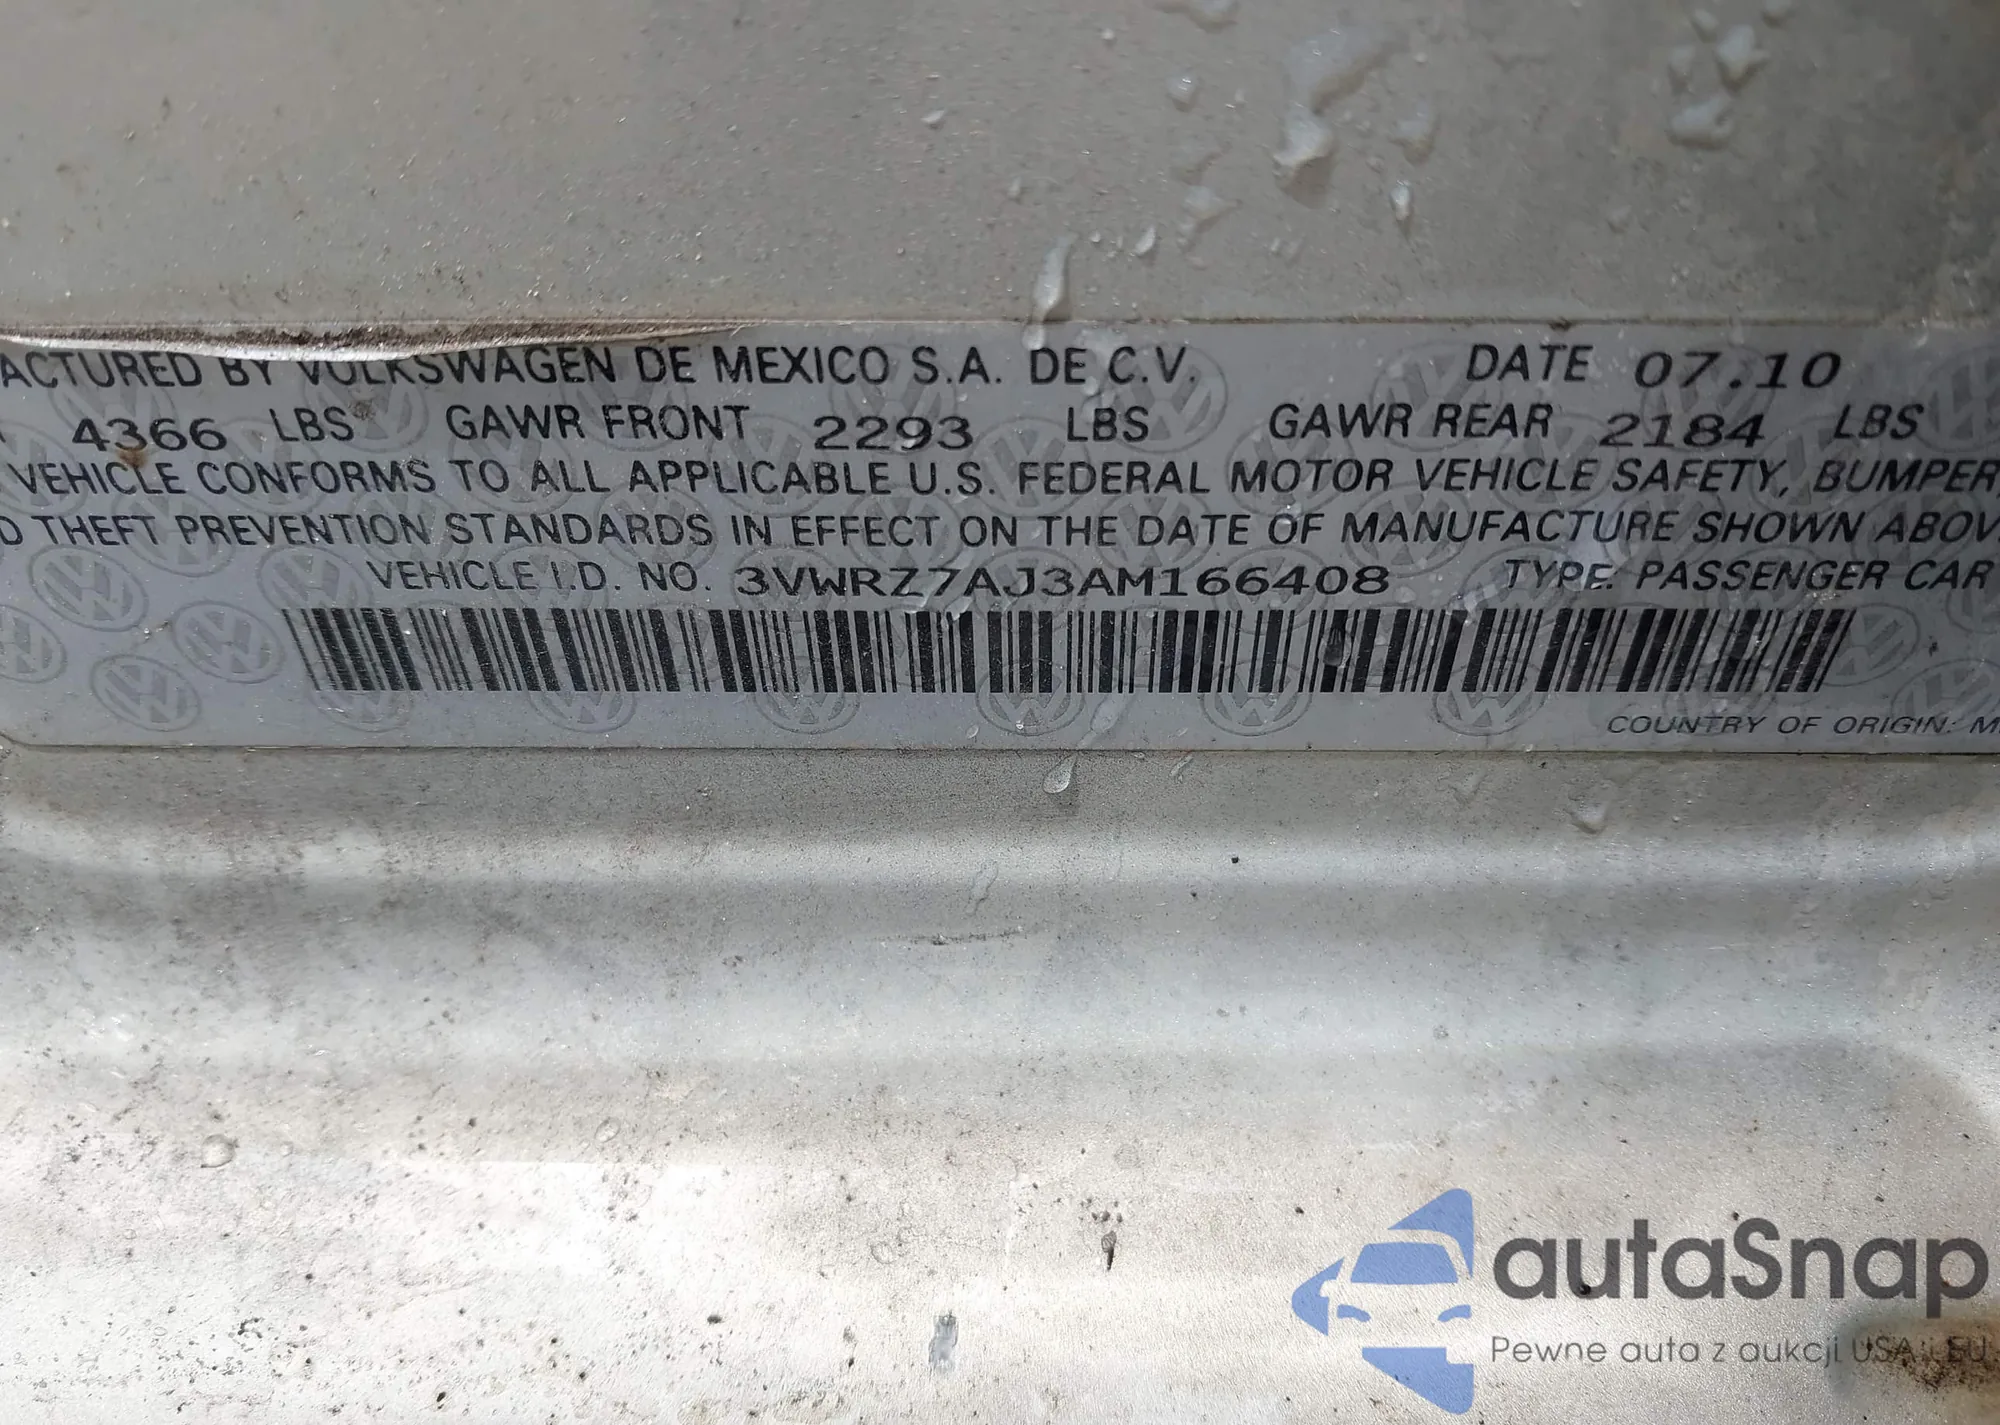 ACTURED BY VOLKSWAGEN DE MEXICO S.A. DE C.V. DATE 07.10
4366 LBS GAWR FRONT 2293 LBS GAWR REAR 2184 LBS
VEHICLE CONFORMS TO ALL APPLICABLE U.S. FEDERAL MOTOR VEHICLE SAFETY, BUMPER,
D THEFT PREVENTION STANDARDS IN EFFECT ON THE DATE OF MANUFACTURE SHOWN ABOV
VEHICLE I.D. NO. 3VWRZ7AJ3AM166408 TYPE: PASSENGER CAR
COUNTRY OF ORIGIN: M
autaSnap
Pewne auta z aukcji USA i EU